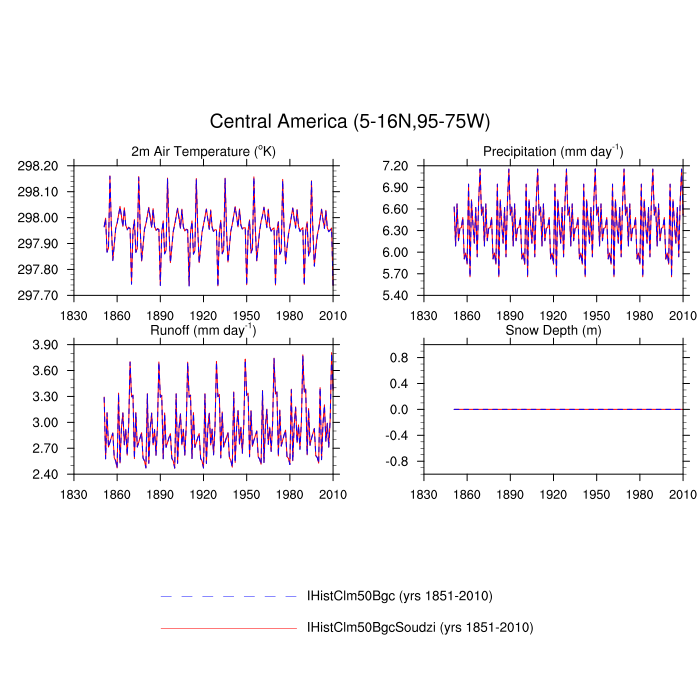 Central America (5-16N,95-75W)
2m Air Temperature (°K)
298.20
298.10
298.00
297.90
297.80
297.70
1830 1860 1890 1920 1950 1980 2010
Precipitation (mm day⁻¹)
7.20
6.90
6.60
6.30
6.00
5.70
5.40
1830 1860 1890 1920 1950 1980 2010
Runoff (mm day⁻¹)
3.90
3.60
3.30
3.00
2.70
2.40
1830 1860 1890 1920 1950 1980 2010
Snow Depth (m)
0.8
0.4
0.0
-0.4
-0.8
1830 1860 1890 1920 1950 1980 2010
IHistClm50Bgc (yrs 1851-2010)
IHistClm50BgcSoudzi (yrs 1851-2010)